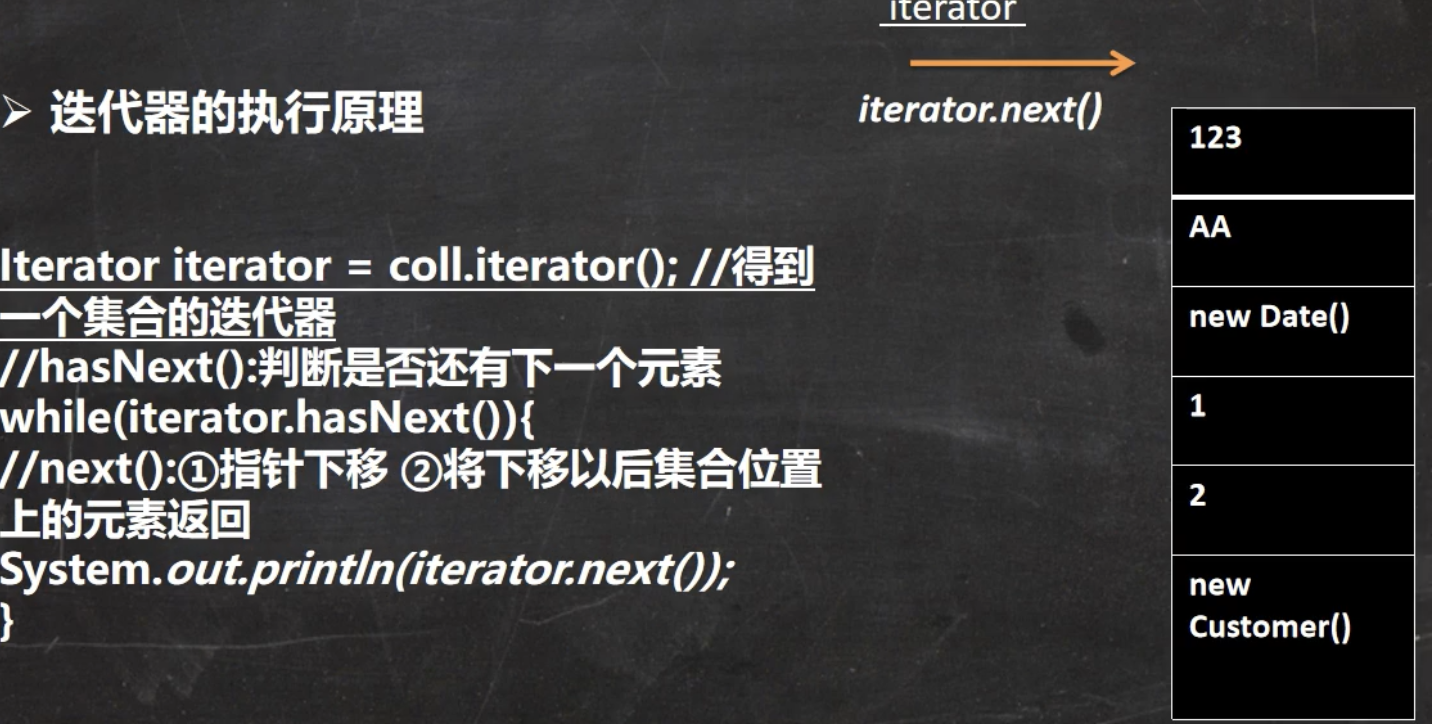 iterator
➢ 迭代器的执行原理
iterator.next()
Iterator iterator = coll.iterator(); //得到
一个集合的迭代器
//hasNext():判断是否还有下一个元素
while(iterator.hasNext()){
//next():①指针下移 ②将下移以后集合位置
上的元素返回
System.out.println(iterator.next());
}
123
AA
new Date()
1
2
new
Customer()